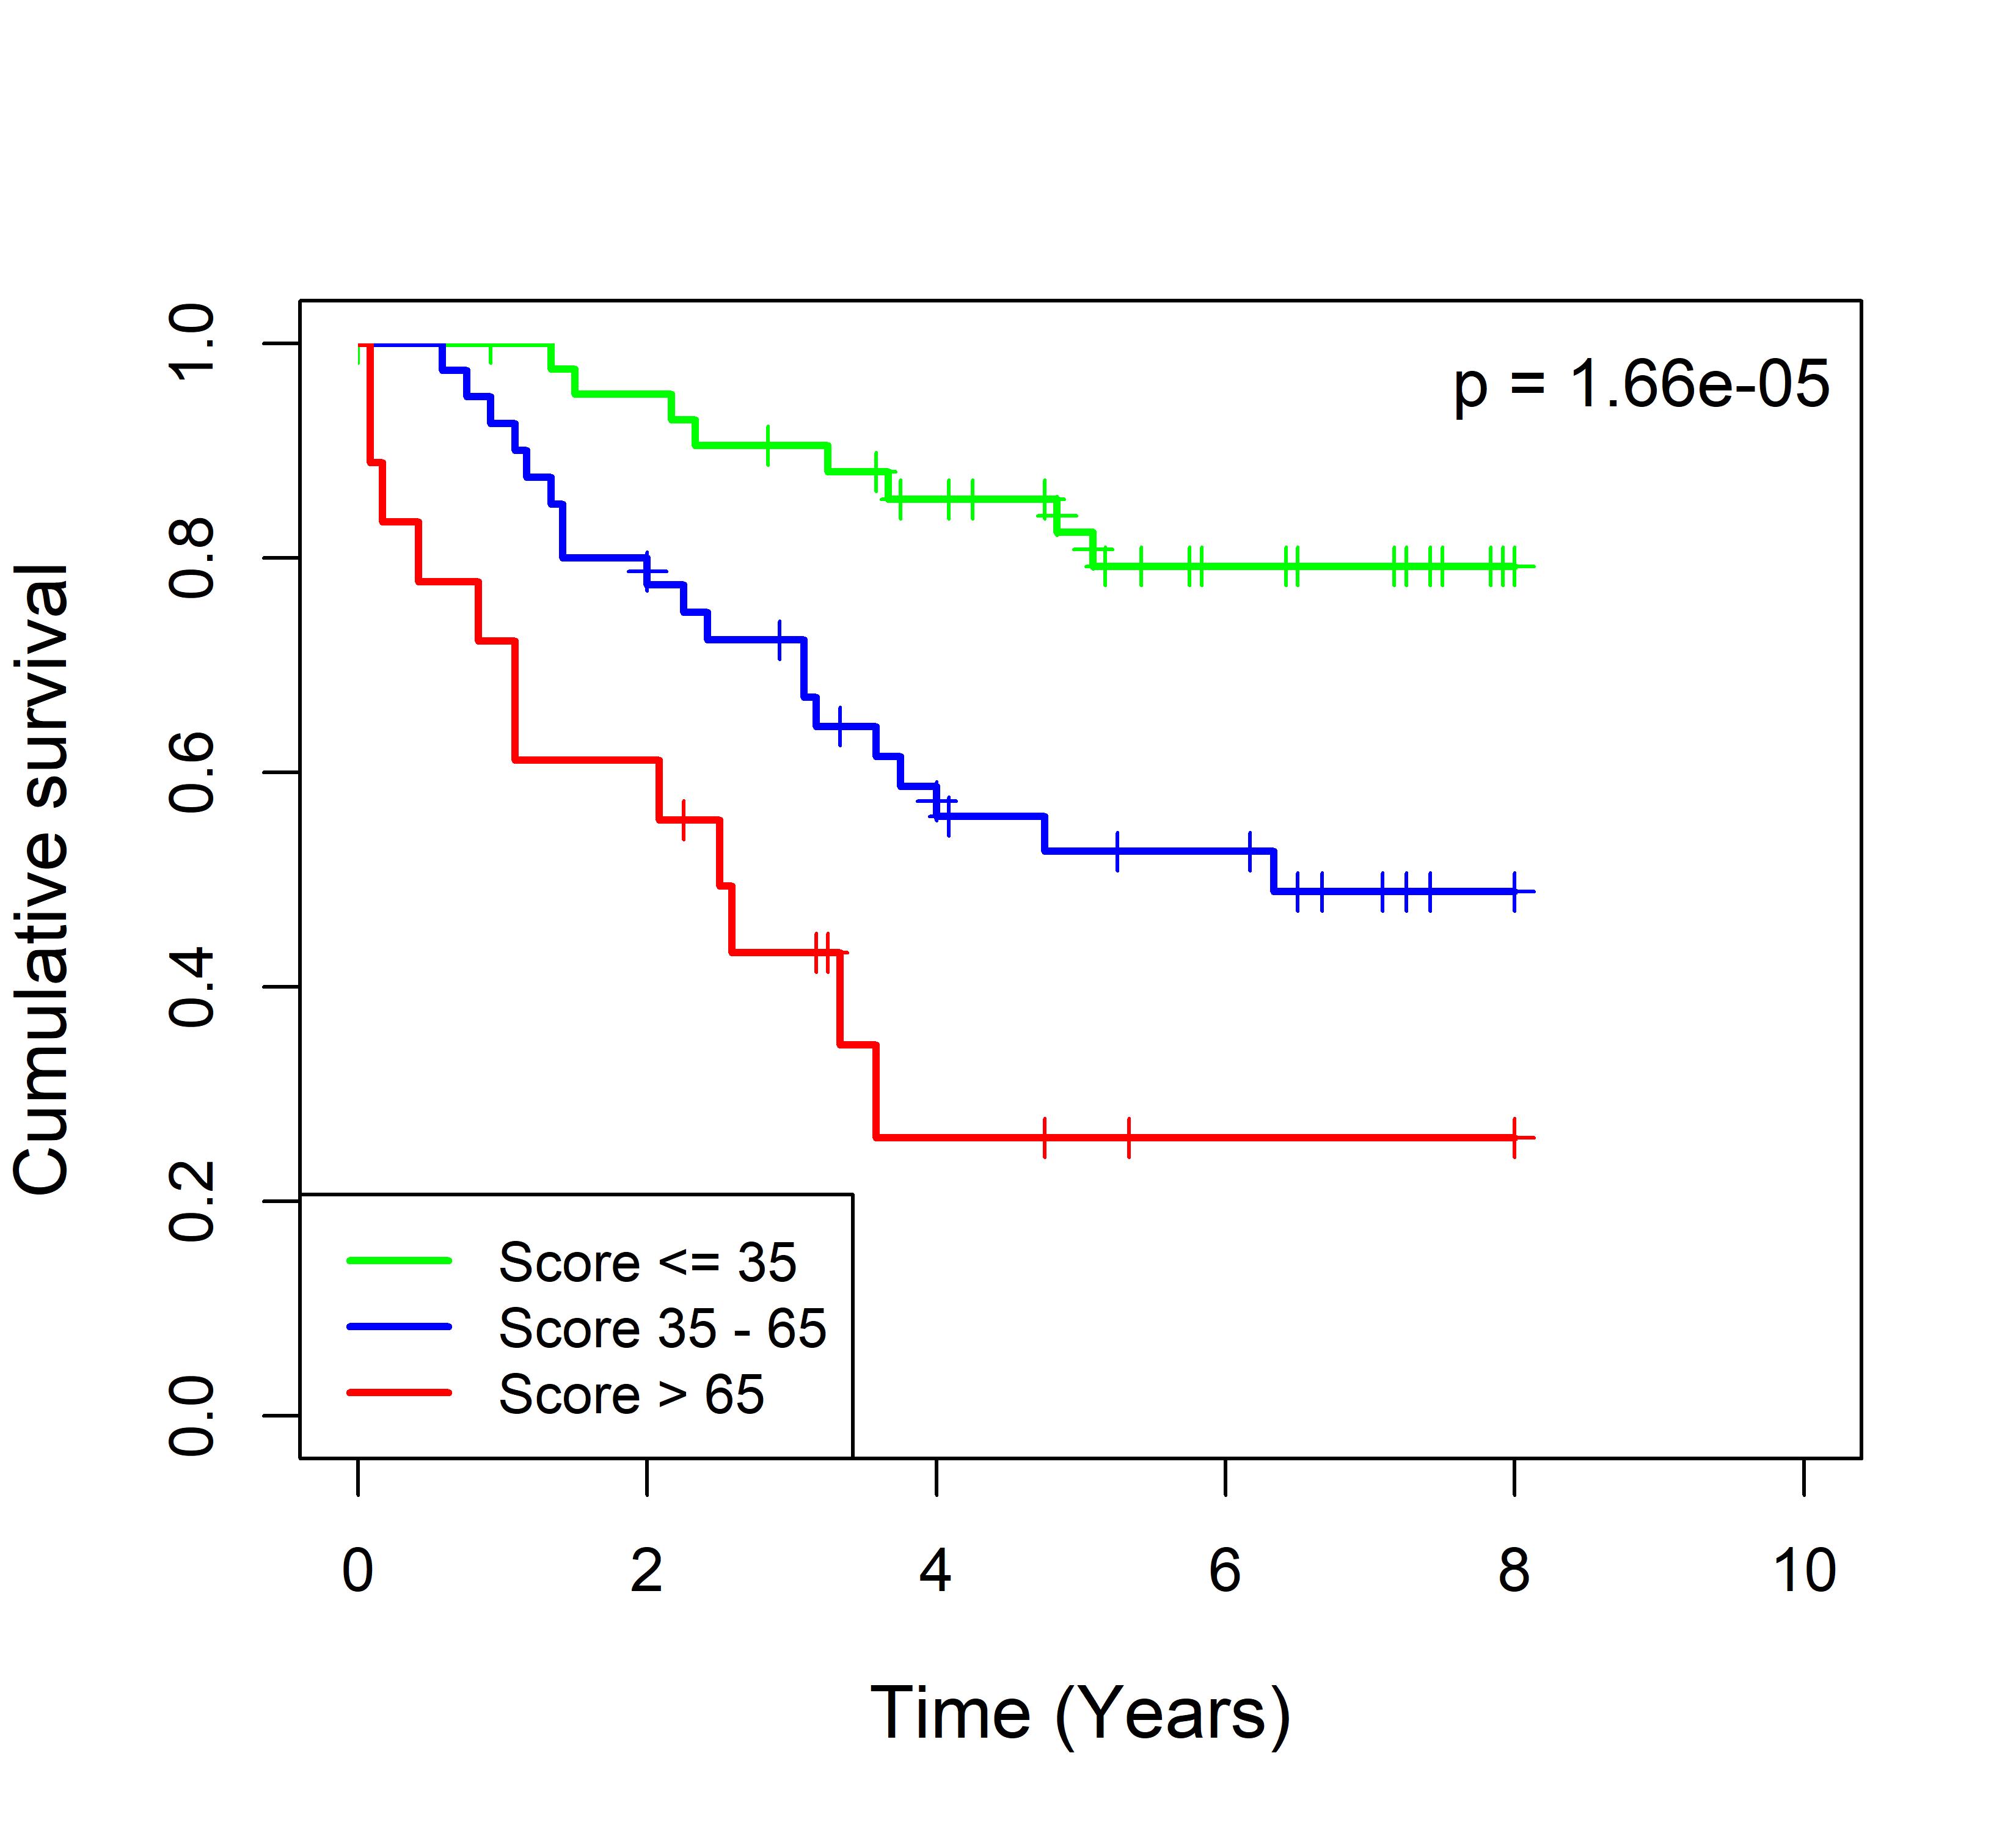 p = 1.66e-05
Cumulative survival
1.0
0.8
0.6
0.4
0.2
0.0
Score <= 35
Score 35 - 65
Score > 65
0 2 4 6 8 10
Time (Years)